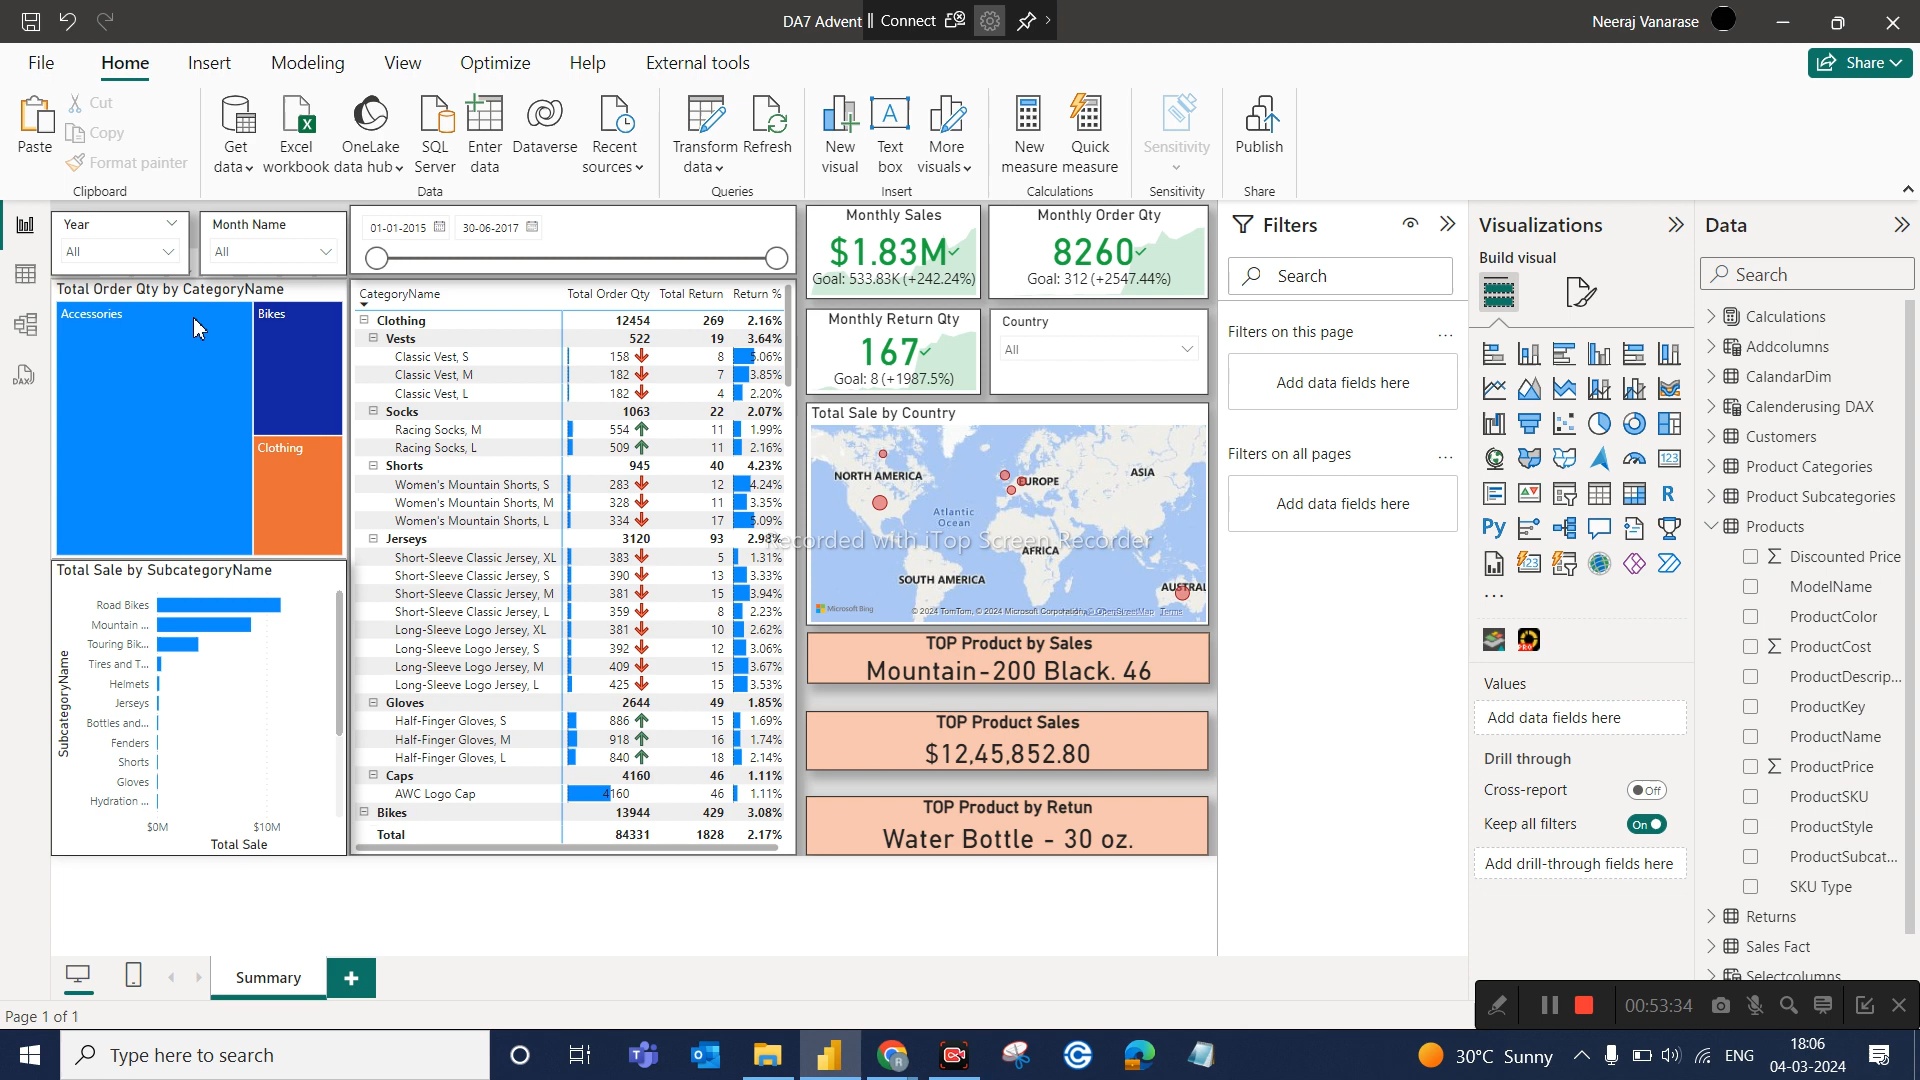 DA7 Advent
Connect
Neeraj Vanarase
File Home Insert Modeling View Optimize Help External tools
Share
Paste
Cut
Copy
Format painter
Clipboard
Get data
Excel workbook
OneLake data hub
SQL Server
Enter data
Dataverse
Recent sources
Data
Transform data
Refresh
Queries
New visual
Text box
More visuals
Insert
New measure
Quick measure
Calculations
Sensitivity
Sensitivity
Publish
Share
Year
All
Month Name
All
01-01-2015 30-06-2017
Total Order Qty by CategoryName
Accessories
Bikes
Clothing
Total Sale by SubcategoryName
SubcategoryName
Road Bikes
Mountain ...
Touring Bik...
Tires and T...
Helmets
Jerseys
Bottles and...
Fenders
Shorts
Gloves
Hydration ...
$0M $10M
Total Sale
CategoryName Total Order Qty Total Return Return %
Clothing 12454 269 2.16%
Vests 522 19 3.64%
Classic Vest, S 158 8 5.06%
Classic Vest, M 182 7 3.85%
Classic Vest, L 182 4 2.20%
Socks 1063 22 2.07%
Racing Socks, M 554 11 1.99%
Racing Socks, L 509 11 2.16%
Shorts 945 40 4.23%
Women's Mountain Shorts, S 283 12 4.24%
Women's Mountain Shorts, M 328 11 3.35%
Women's Mountain Shorts, L 334 17 5.09%
Jerseys 3120 93 2.98%
Short-Sleeve Classic Jersey, XL 383 5 1.31%
Short-Sleeve Classic Jersey, S 390 13 3.33%
Short-Sleeve Classic Jersey, M 381 15 3.94%
Short-Sleeve Classic Jersey, L 359 8 2.23%
Long-Sleeve Logo Jersey, XL 381 10 2.62%
Long-Sleeve Logo Jersey, S 392 12 3.06%
Long-Sleeve Logo Jersey, M 409 15 3.67%
Long-Sleeve Logo Jersey, L 425 15 3.53%
Gloves 2644 49 1.85%
Half-Finger Gloves, S 886 15 1.69%
Half-Finger Gloves, M 918 16 1.74%
Half-Finger Gloves, L 840 18 2.14%
Caps 4160 46 1.11%
AWC Logo Cap 4160 46 1.11%
Bikes 13944 429 3.08%
Total 84331 1828 2.17%
Monthly Sales
$1.83M
Goal: 533.83K (+242.24%)
Monthly Order Qty
8260
Goal: 312 (+2547.44%)
Monthly Return Qty
167
Goal: 8 (+1987.5%)
Country
All
Total Sale by Country
NORTH AMERICA
EUROPE
ASIA
Atlantic
Ocean
AFRICA
SOUTH AMERICA
AUSTRAL
Microsoft Bing
© 2024 TomTom, © 2024 Microsoft Corporation, © OpenStreetMap Terms
Recorded with iTop Screen Recorder
TOP Product by Sales
Mountain-200 Black. 46
TOP Product Sales
$12,45,852.80
TOP Product by Retun
Water Bottle - 30 oz.
Filters
Search
Filters on this page ...
Add data fields here
Filters on all pages ...
Add data fields here
Visualizations
Build visual
123
R
Py
...
PRO
Values
Add data fields here
Drill through
Cross-report Off
Keep all filters On
Add drill-through fields here
Data
Search
Calculations
Addcolumns
CalandarDim
Calenderusing DAX
Customers
Product Categories
Product Subcategories
Products
Discounted Price
ModelName
ProductColor
ProductCost
ProductDescrip...
ProductKey
ProductName
ProductPrice
ProductSKU
ProductStyle
ProductSubcat...
SKU Type
Returns
Sales Fact
Selectcolumns
DAX
Summary
Page 1 of 1
00:53:34
Type here to search
30°C Sunny
ENG
18:06
04-03-2024